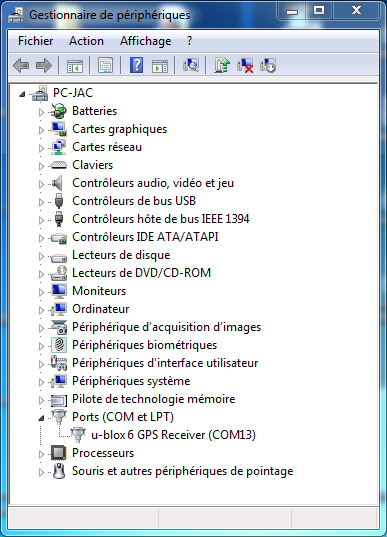 Gestionnaire de périphériques
Fichier Action Affichage ?
PC-JAC
Batteries
Cartes graphiques
Cartes réseau
Claviers
Contrôleurs audio, vidéo et jeu
Contrôleurs de bus USB
Contrôleurs hôte de bus IEEE 1394
Contrôleurs IDE ATA/ATAPI
Lecteurs de disque
Lecteurs de DVD/CD-ROM
Moniteurs
Ordinateur
Périphérique d'acquisition d'images
Périphériques biométriques
Périphériques d'interface utilisateur
Périphériques système
Pilote de technologie mémoire
Ports (COM et LPT)
u-blox 6 GPS Receiver (COM13)
Processeurs
Souris et autres périphériques de pointage